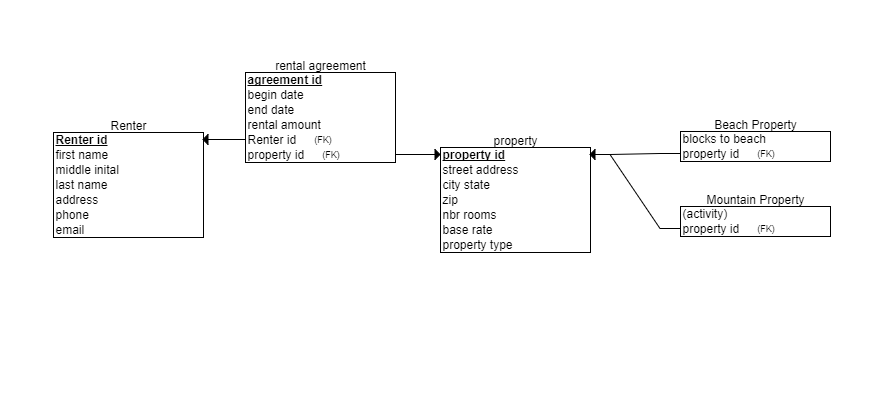 Renter
Renter id
first name
middle inital
last name
address
phone
email
rental agreement
agreement id
begin date
end date
rental amount
Renter id (FK)
property id (FK)
property
property id
street address
city state
zip
nbr rooms
base rate
property type
Beach Property
blocks to beach
property id (FK)
Mountain Property
(activity)
property id (FK)